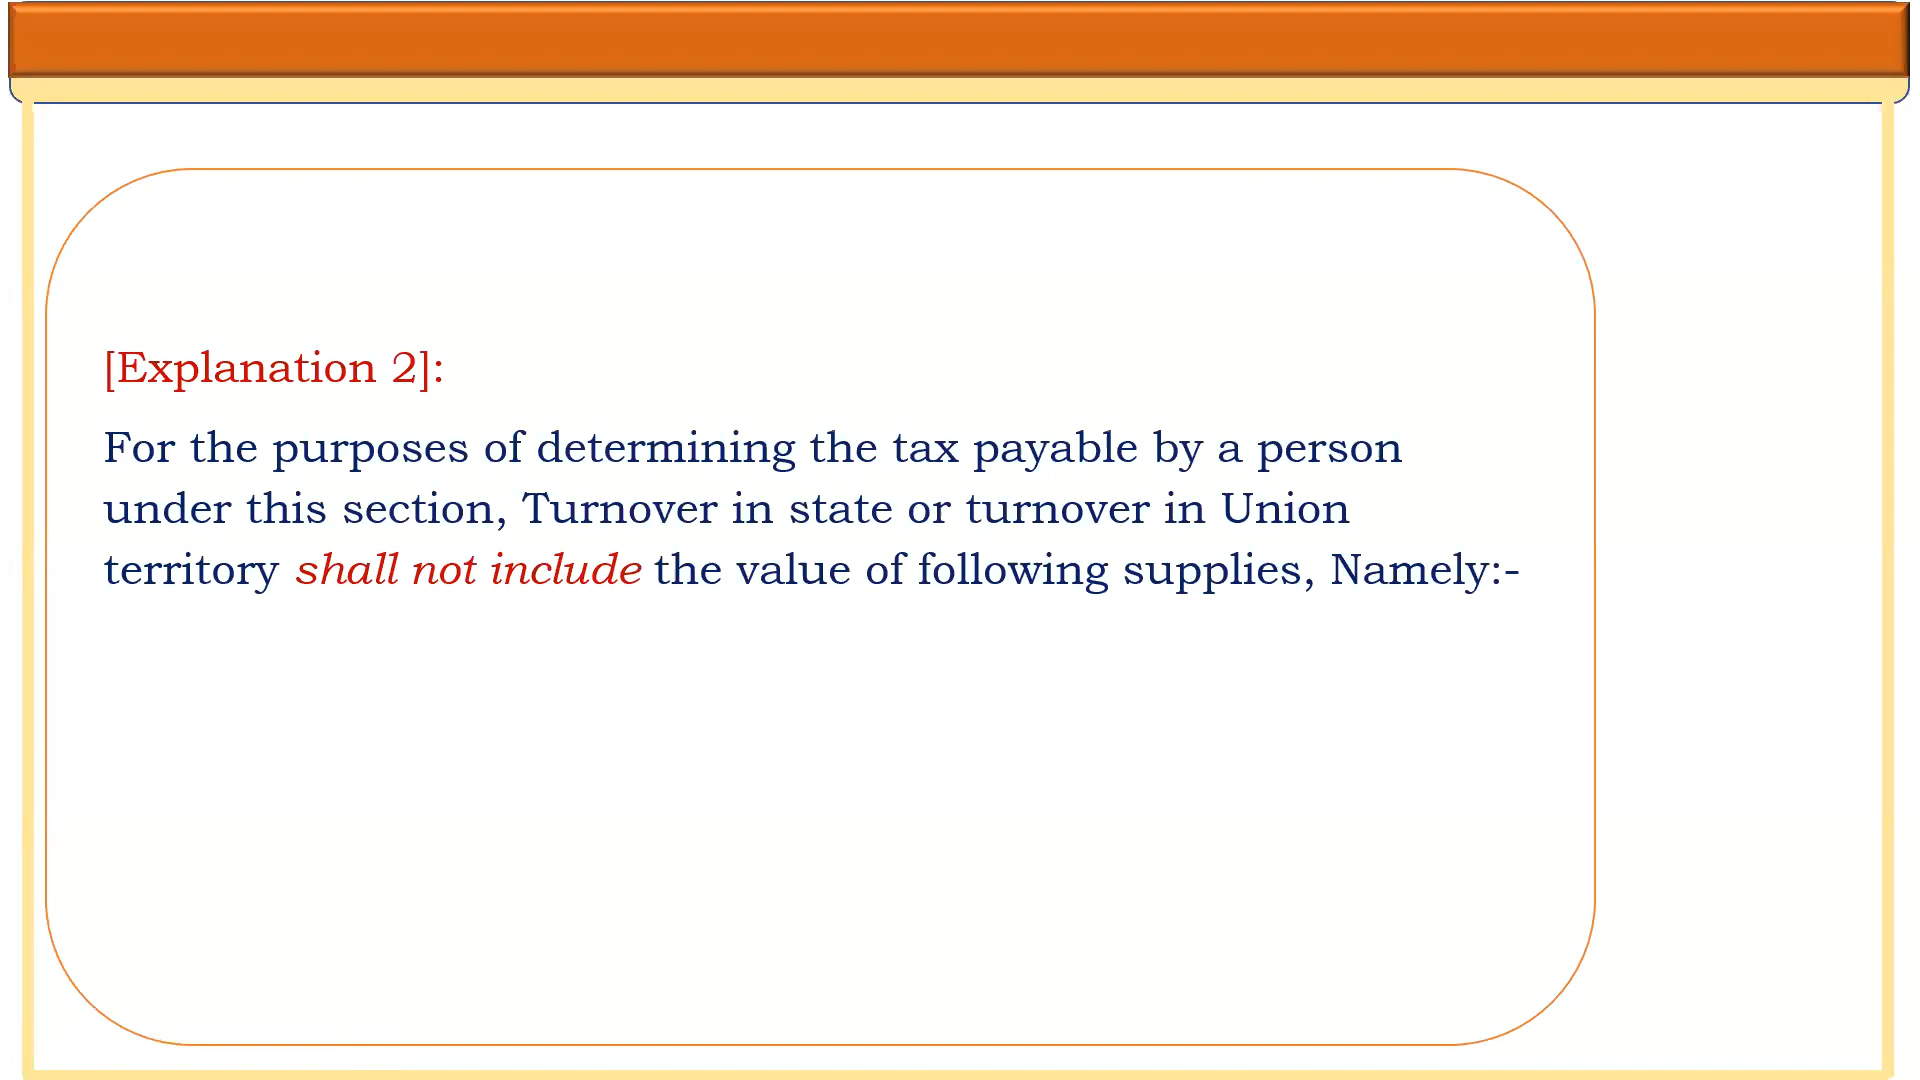 [Explanation 2]:
For the purposes of determining the tax payable by a person
under this section, Turnover in state or turnover in Union
territory shall not include the value of following supplies, Namely:-